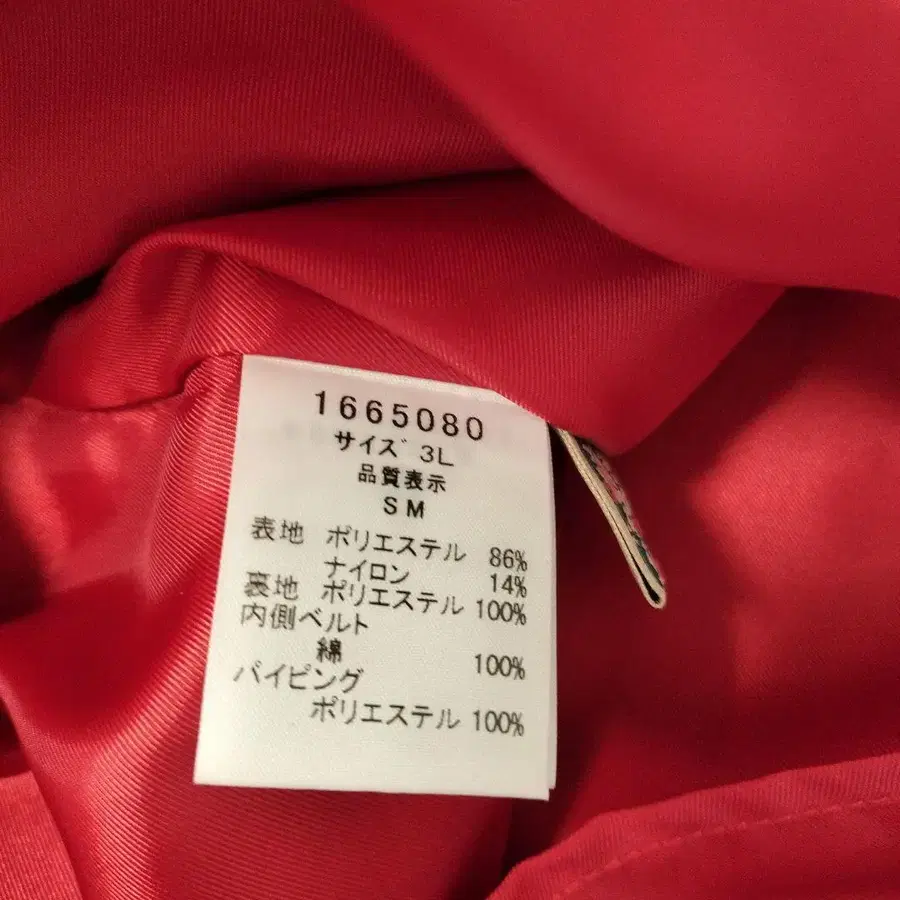 1665080
サイズ 3L
品質表示
SM
表地 ポリエステル 86%
ナイロン 14%
裏地 ポリエステル 100%
内側ベルト
綿 100%
パイピング
ポリエステル 100%